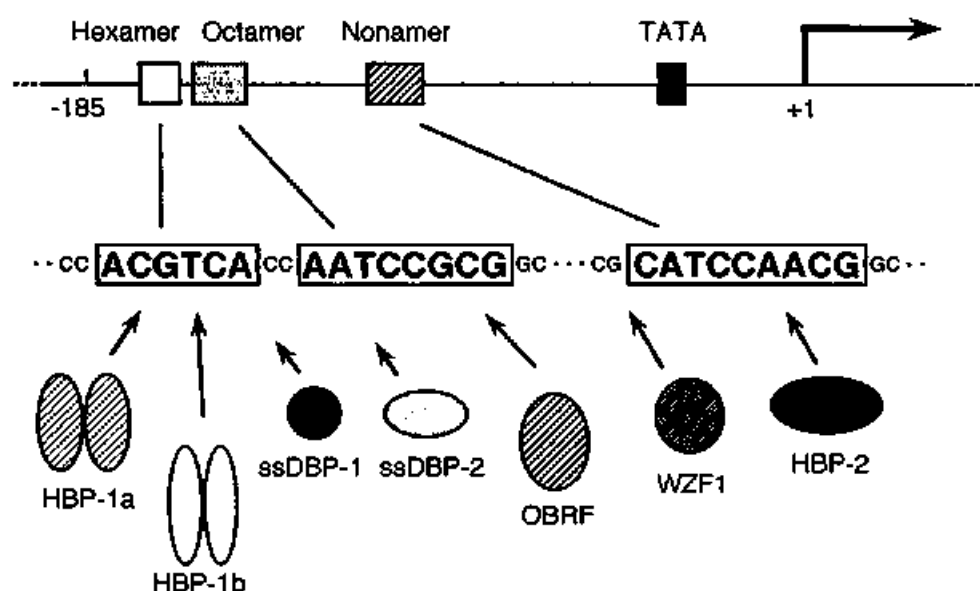 Hexamer Octamer Nonamer TATA
-185 +1
··CC ACGTCA CC AATCCGCG GC···CG CATCCAACG GC··
ssDBP-1 ssDBP-2 HBP-2
HBP-1a WZF1
OBRF
HBP-1b